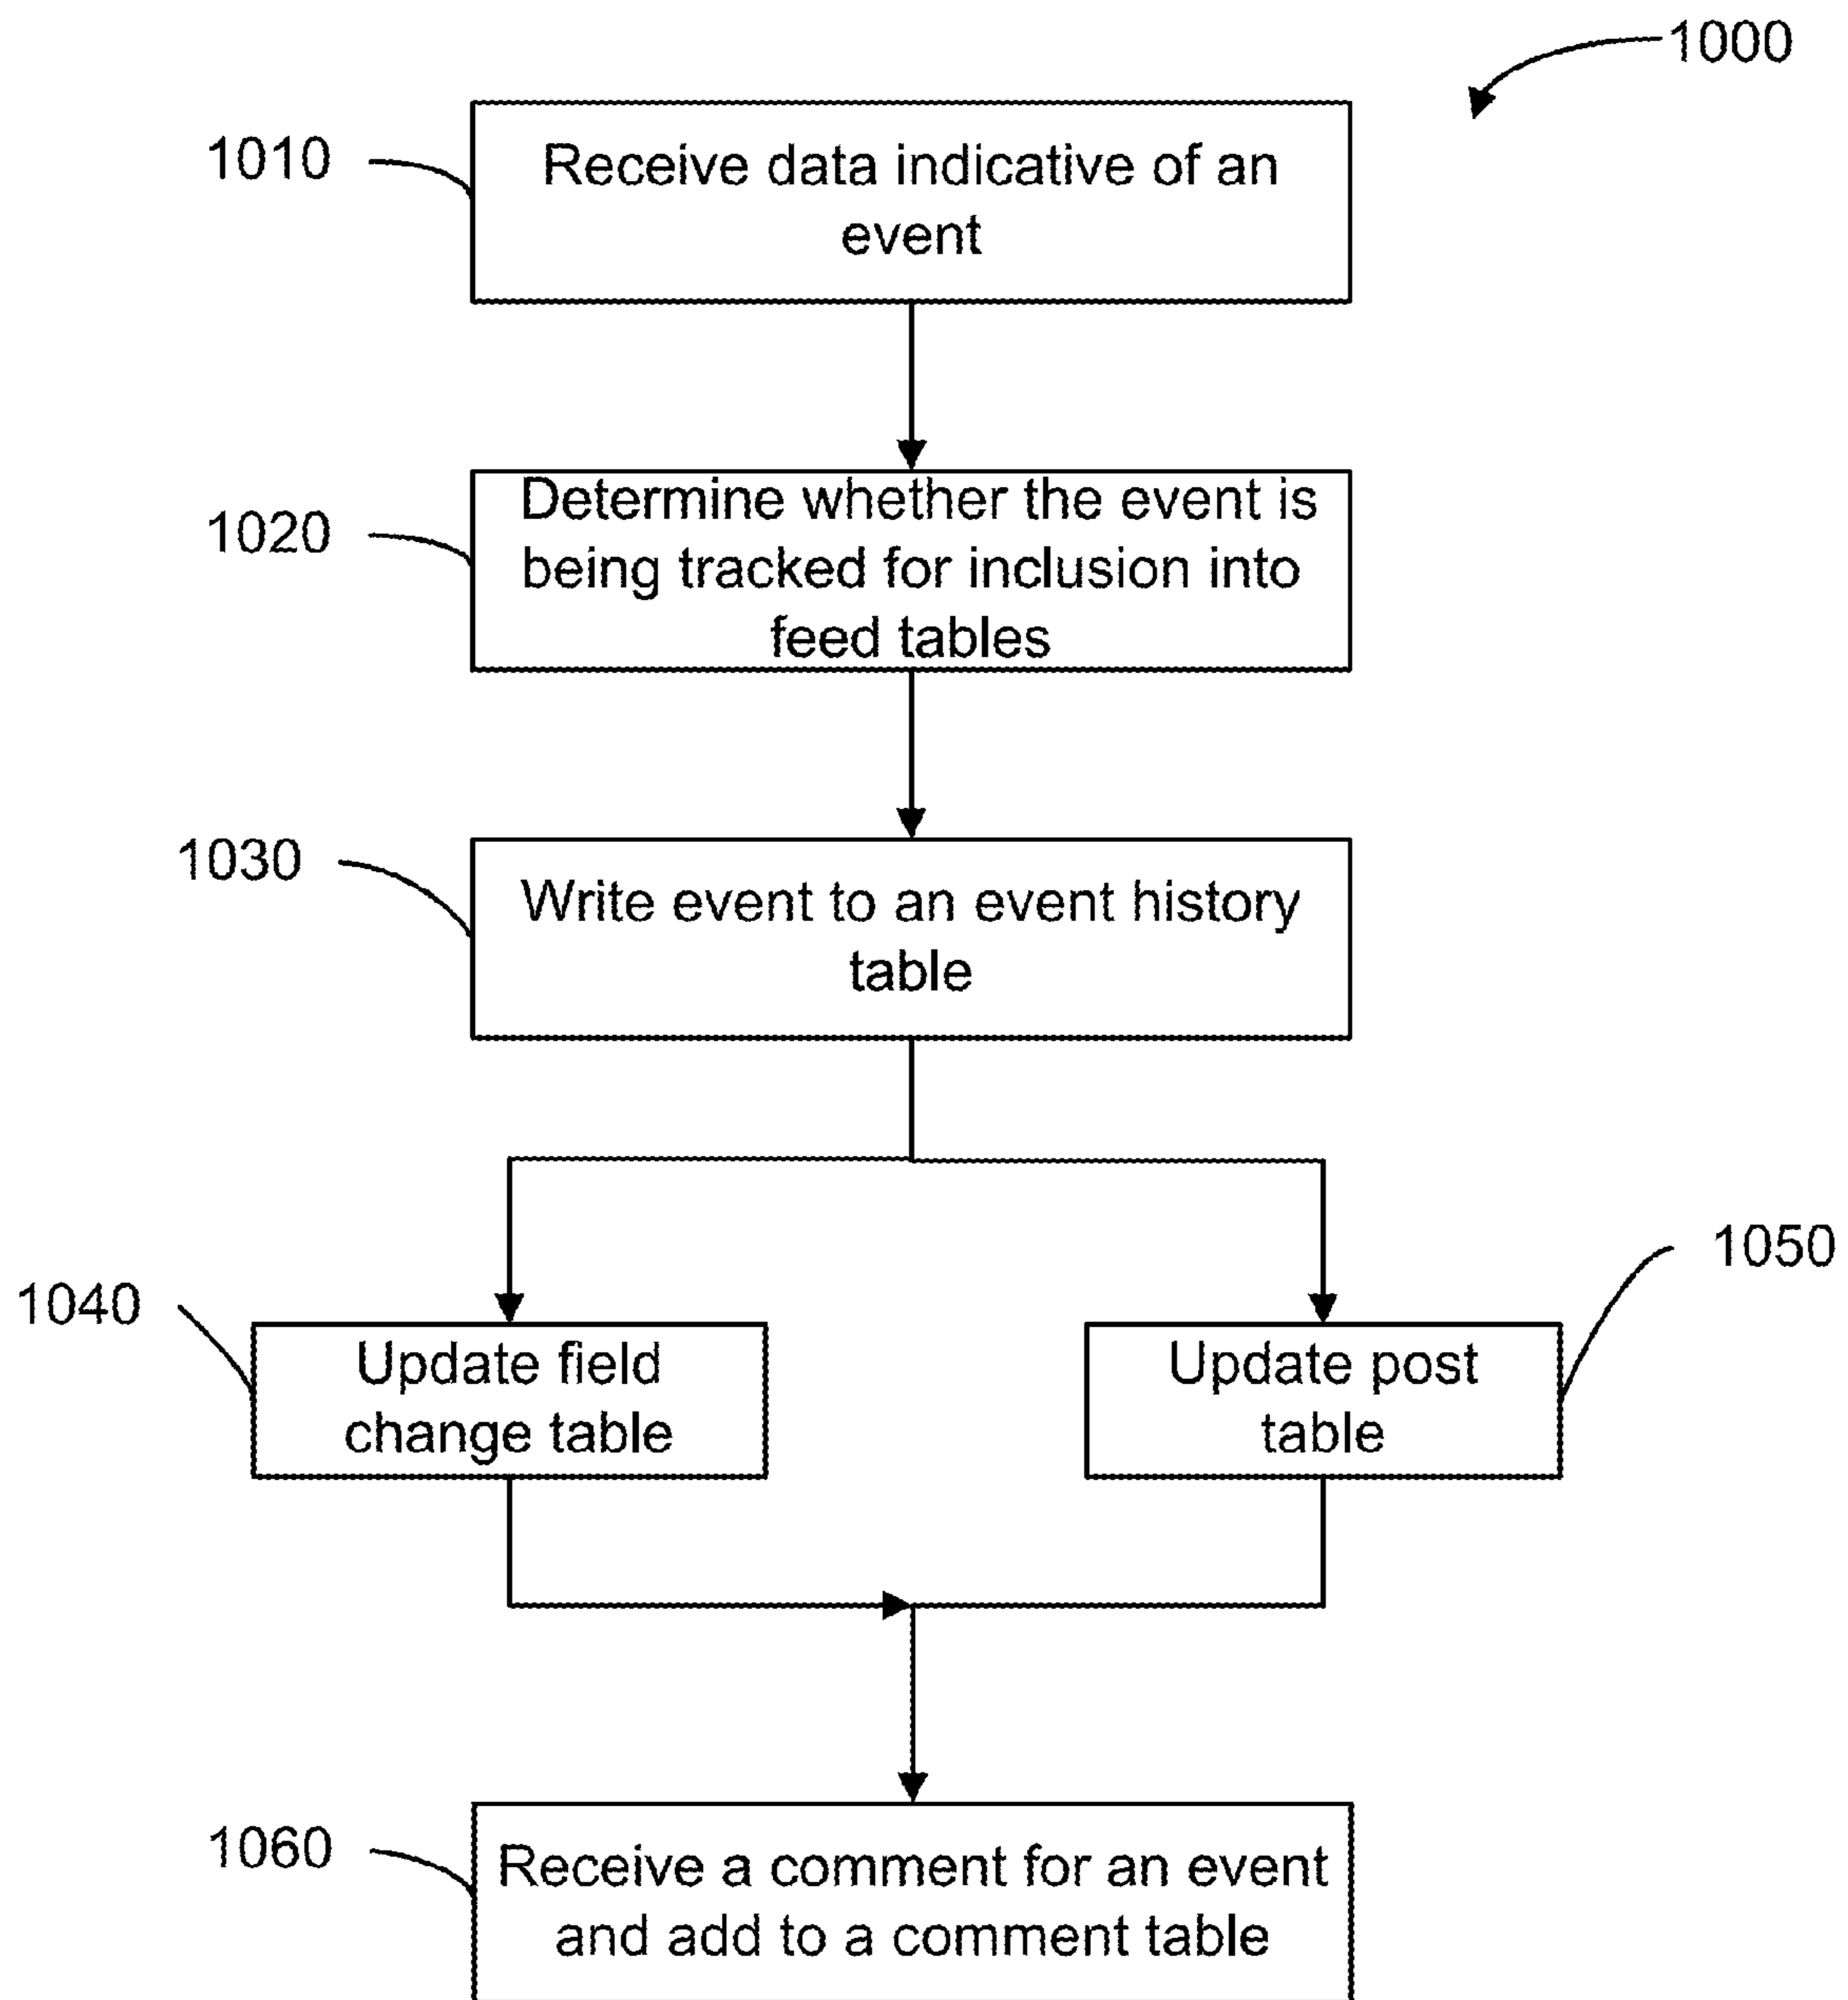 1000
1010
Receive data indicative of an
event
1020
Determine whether the event is
being tracked for inclusion into
feed tables
1030
Write event to an event history
table
1040
Update field
change table
1050
Update post
table
1060
Receive a comment for an event
and add to a comment table